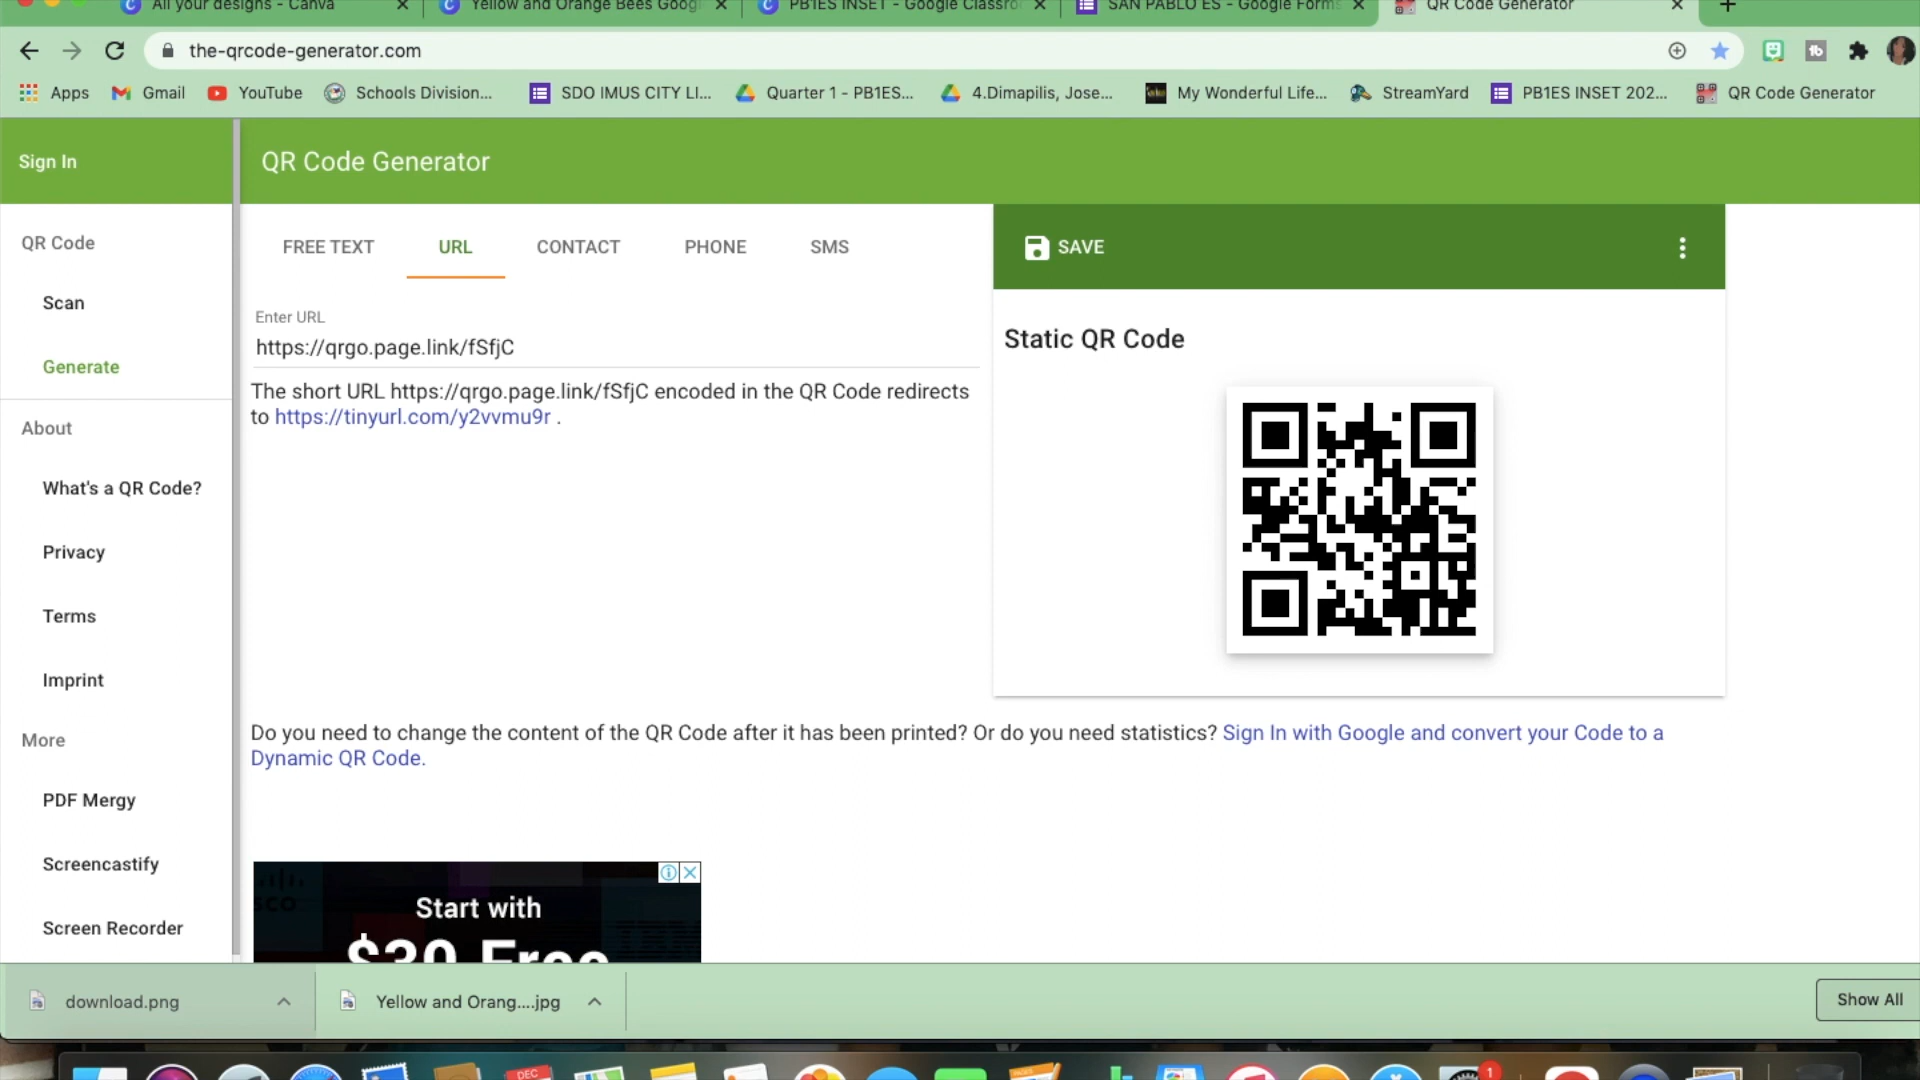 All your designs - Canva
Yellow and Orange Bees Googl
PB1ES INSET - Google Classro
SAN PABLO ES - Google Forms
QR Code Generator
the-qrcode-generator.com
Apps
Gmail
YouTube
Schools Division...
SDO IMUS CITY LI...
Quarter 1 - PB1ES...
4.Dimapilis, Jose...
My Wonderful Life...
StreamYard
PB1ES INSET 202...
QR Code Generator
Sign In
QR Code Generator
QR Code
Scan
Generate
About
What's a QR Code?
Privacy
Terms
Imprint
More
PDF Mergy
Screencastify
Screen Recorder
FREE TEXT
URL
CONTACT
PHONE
SMS
Enter URL
https://qrgo.page.link/fSfjC
The short URL https://qrgo.page.link/fSfjC encoded in the QR Code redirects
to https://tinyurl.com/y2vvmu9r .
SAVE
Static QR Code
Do you need to change the content of the QR Code after it has been printed? Or do you need statistics? Sign In with Google and convert your Code to a
Dynamic QR Code.
Start with
$30 Free
download.png
Yellow and Orang....jpg
Show All
DEC
PAGES
1